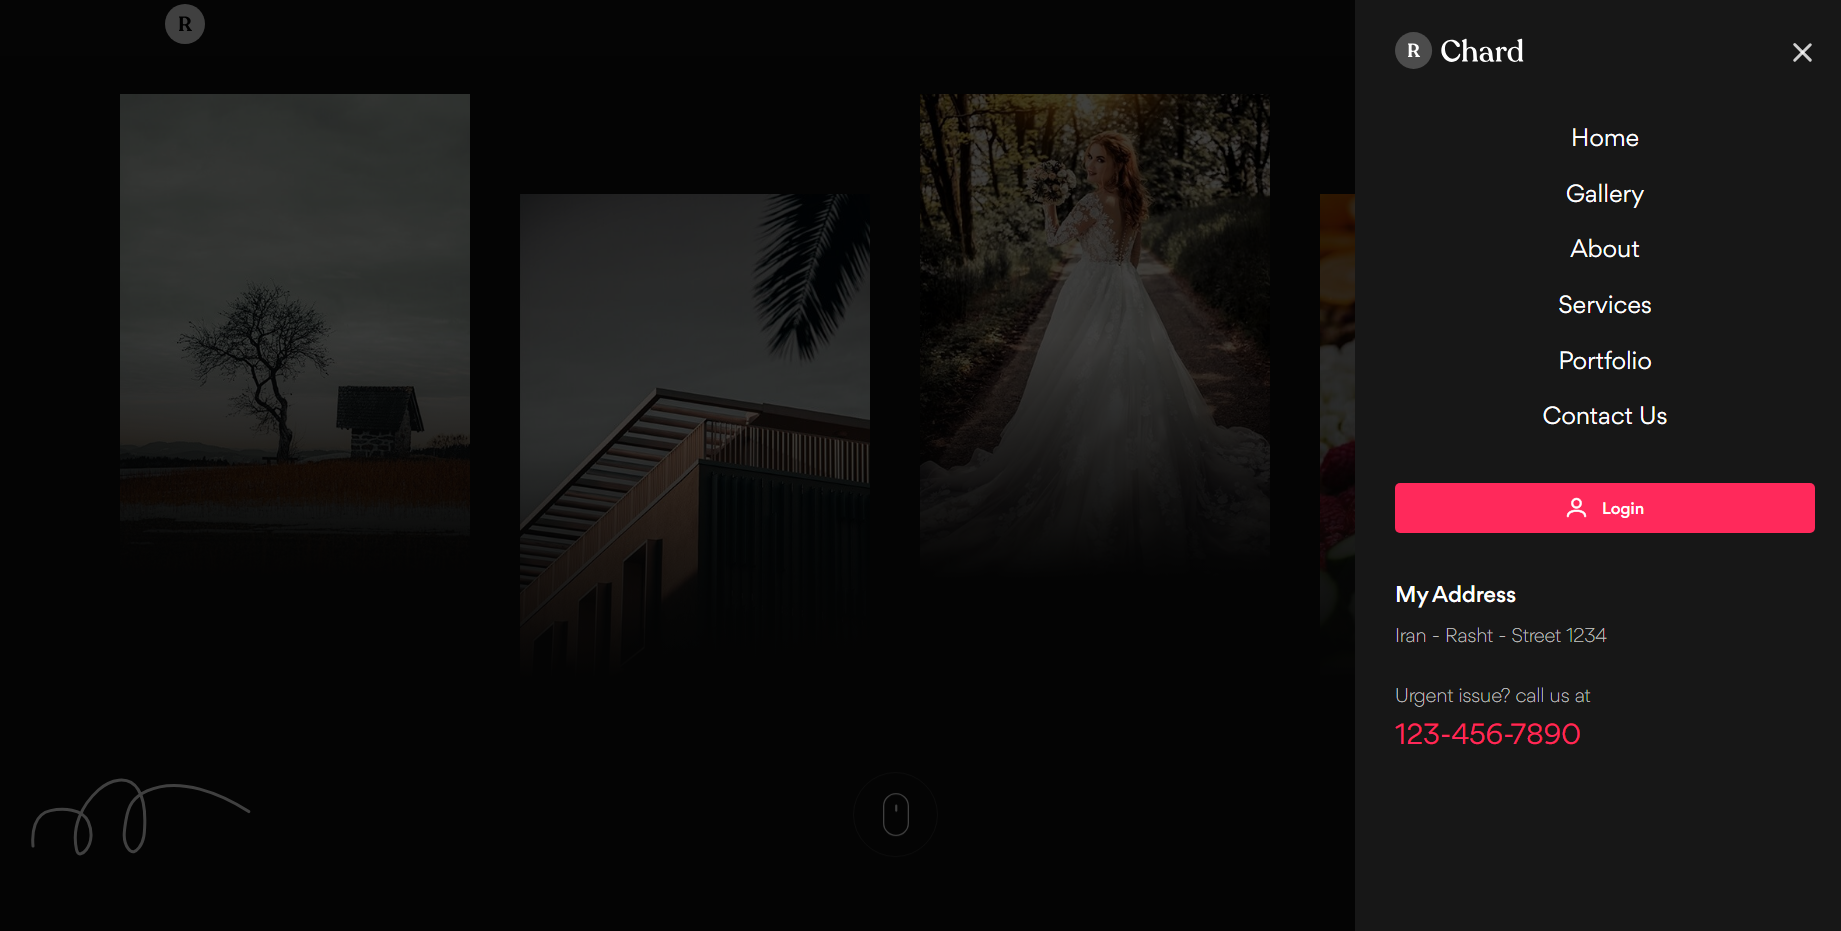 R
R Chard
Home
Gallery
About
Services
Portfolio
Contact Us
Login
My Address
Iran - Rasht - Street 1234
Urgent issue? call us at
123-456-7890